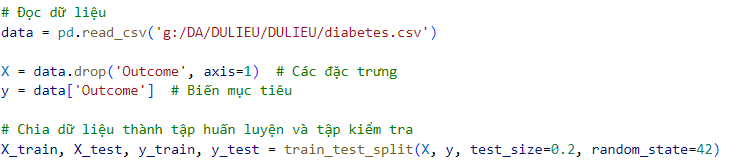 # Đọc dữ liệu
data = pd.read_csv('g:/DA/DULIEU/DULIEU/diabetes.csv')
X = data.drop('Outcome', axis=1)  # Các đặc trưng
y = data['Outcome']  # Biến mục tiêu
# Chia dữ liệu thành tập huấn luyện và tập kiểm tra
X_train, X_test, y_train, y_test = train_test_split(X, y, test_size=0.2, random_state=42)